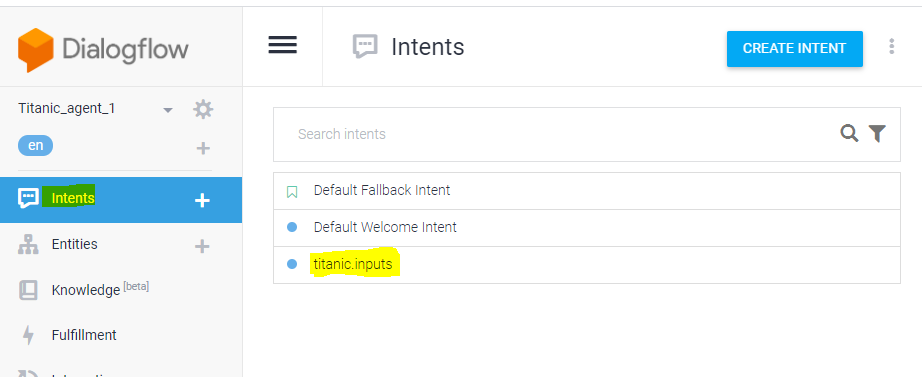 Dialogflow
Intents
CREATE INTENT
Titanic_agent_1
en
Search intents
Intents
Default Fallback Intent
Default Welcome Intent
Entities
titanic.inputs
Knowledge [beta]
Fulfillment